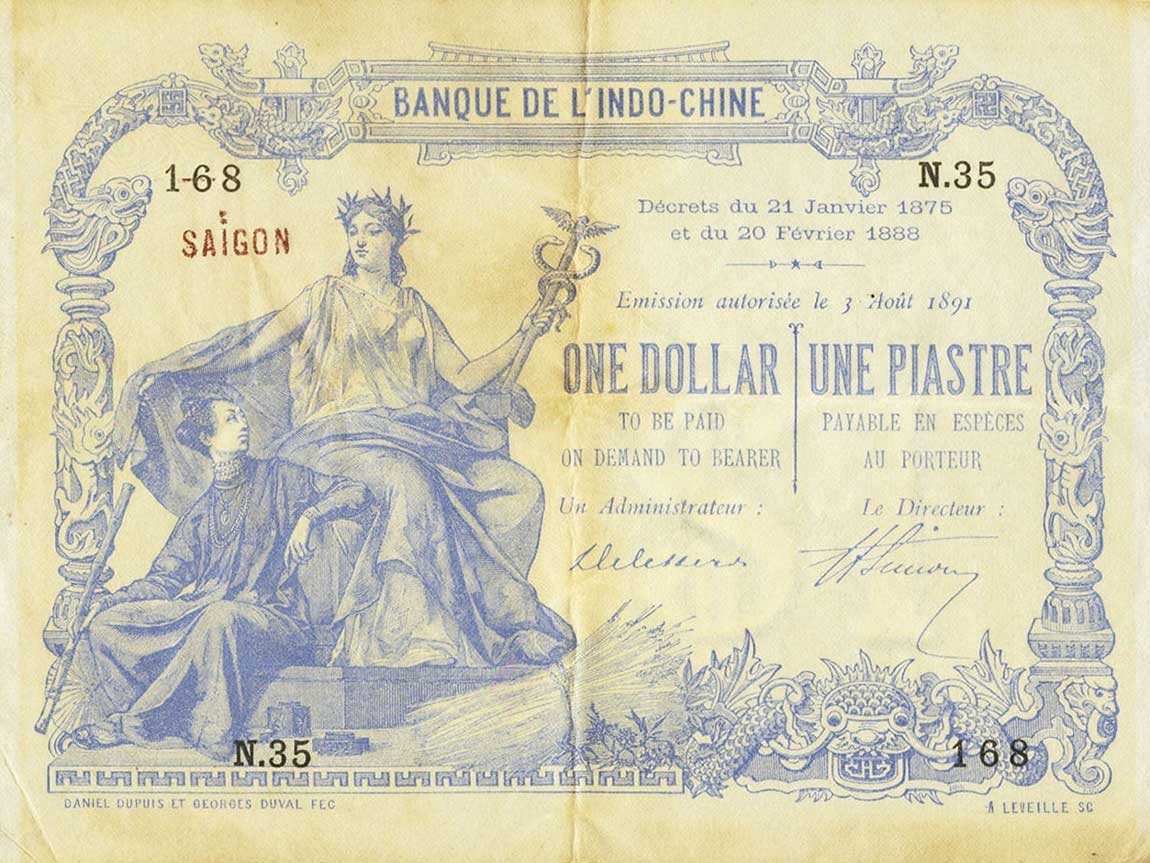 BANQUE DE L'INDO-CHINE
1-6 8
N.35
SAIGON
Décrets du 21 Janvier 1875
et du 20 Février 1888
Emission autorisée le 3 Août 1891
ONE DOLLAR
TO BE PAID
ON DEMAND TO BEARER
UNE PIASTRE
PAYABLE EN ESPÈCES
AU PORTEUR
Un Administrateur :
Le Directeur :
N.35
168
DANIEL DUPUIS ET GEORGES DUVAL FEC
A LEVEILLE SC